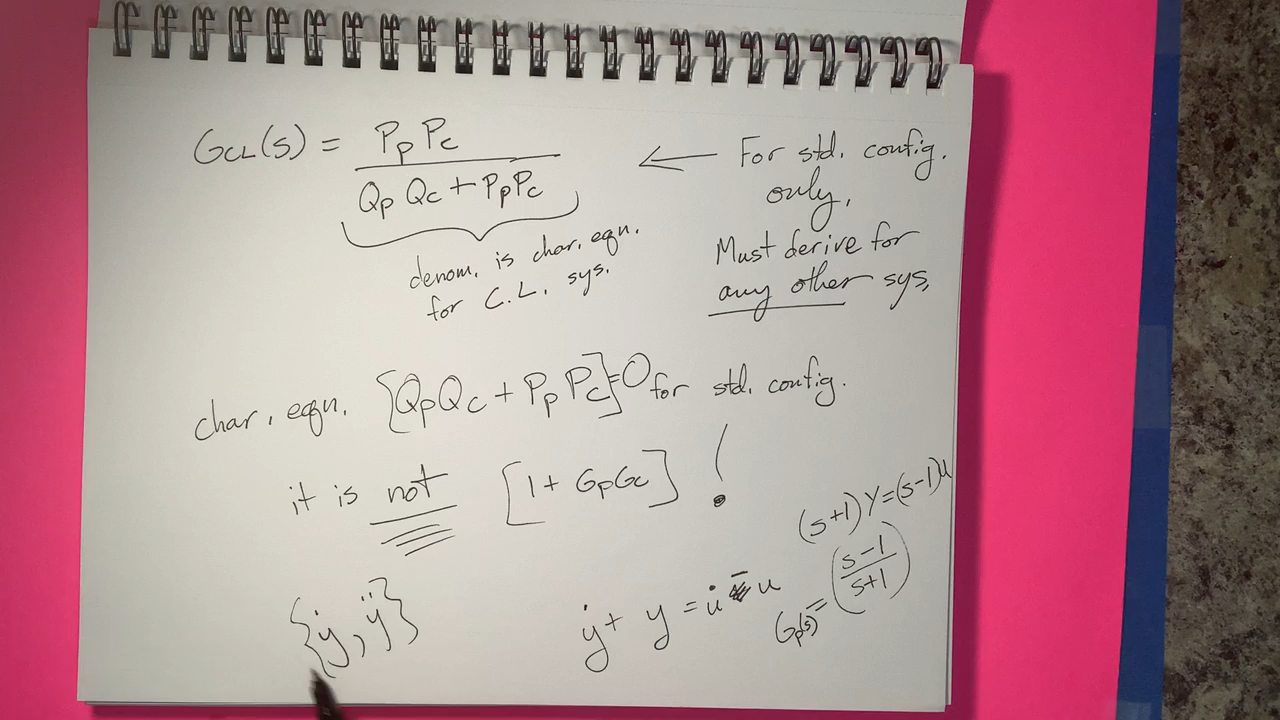 GCL(s) = PpPc / (QpQc + PpPc) ← For std. config. only.
denom. is char. eqn.
for C.L. sys.
Must derive for
any other sys.
char. eqn. [QpQc + PpPc]=0 for std. config.
it is not [1 + GpGc] !
(s+1)Y=(s-1)U
Gp(s)=(s-1/s+1)
{ẏ, ÿ}
ẏ + y = u̇ - u